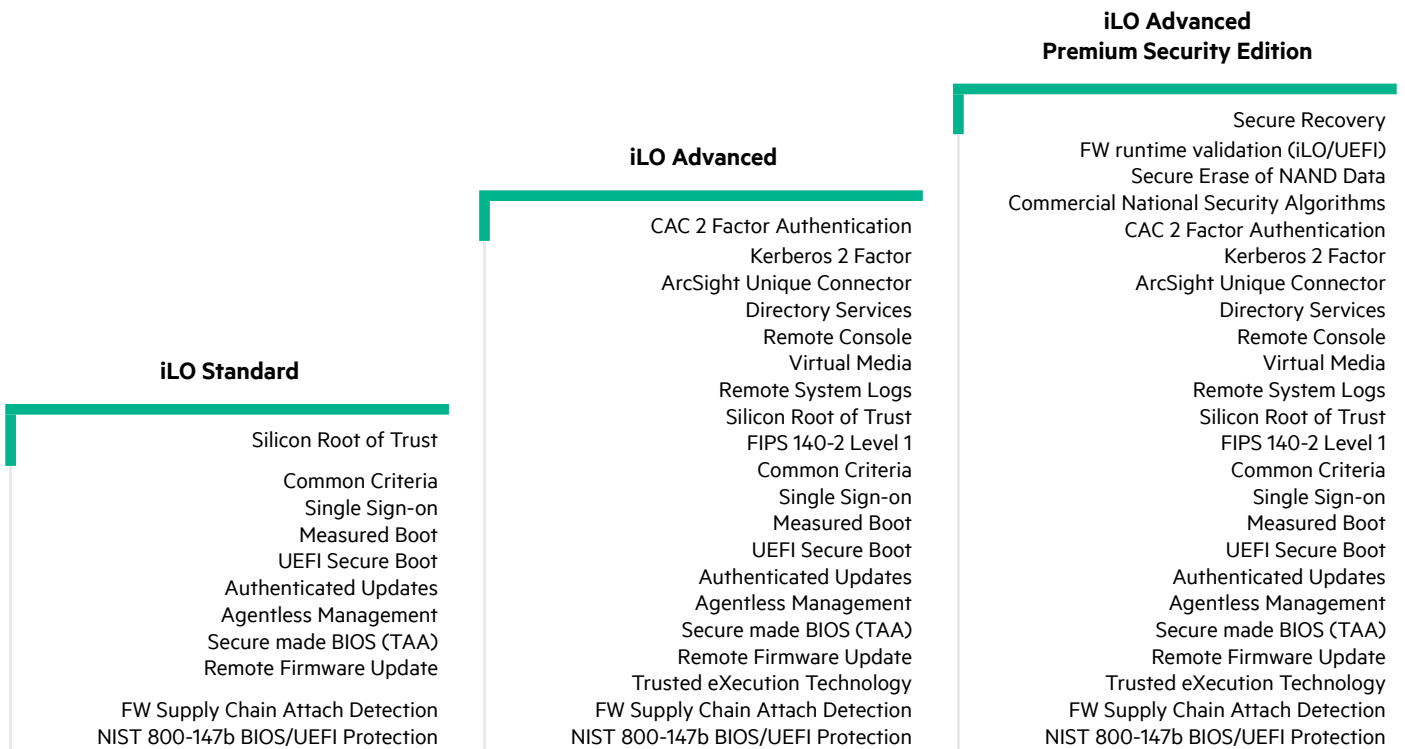 iLO Standard
Silicon Root of Trust
Common Criteria
Single Sign-on
Measured Boot
UEFI Secure Boot
Authenticated Updates
Agentless Management
Secure made BIOS (TAA)
Remote Firmware Update
FW Supply Chain Attach Detection
NIST 800-147b BIOS/UEFI Protection
iLO Advanced
CAC 2 Factor Authentication
Kerberos 2 Factor
ArcSight Unique Connector
Directory Services
Remote Console
Virtual Media
Remote System Logs
Silicon Root of Trust
FIPS 140-2 Level 1
Common Criteria
Single Sign-on
Measured Boot
UEFI Secure Boot
Authenticated Updates
Agentless Management
Secure made BIOS (TAA)
Remote Firmware Update
Trusted eXecution Technology
FW Supply Chain Attach Detection
NIST 800-147b BIOS/UEFI Protection
iLO Advanced
Premium Security Edition
Secure Recovery
FW runtime validation (iLO/UEFI)
Secure Erase of NAND Data
Commercial National Security Algorithms
CAC 2 Factor Authentication
Kerberos 2 Factor
ArcSight Unique Connector
Directory Services
Remote Console
Virtual Media
Remote System Logs
Silicon Root of Trust
FIPS 140-2 Level 1
Common Criteria
Single Sign-on
Measured Boot
UEFI Secure Boot
Authenticated Updates
Agentless Management
Secure made BIOS (TAA)
Remote Firmware Update
Trusted eXecution Technology
FW Supply Chain Attach Detection
NIST 800-147b BIOS/UEFI Protection